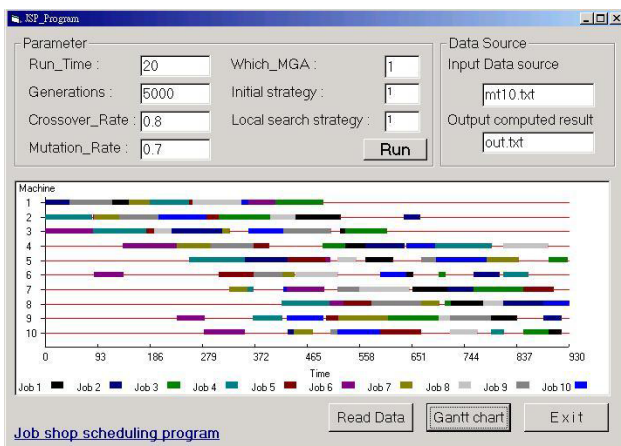 JSP_Program
Parameter
Run_Time : 20
Which_MGA : 1
Generations : 5000
Initial strategy : 1
Crossover_Rate : 0.8
Local search strategy : 1
Mutation_Rate : 0.7
Run
Data Source
Input Data source
mt10.txt
Output computed result
out.txt
Machine
1
2
3
4
5
6
7
8
9
10
0 93 186 279 372 465 558 651 744 837 930
Time
Job 1 Job 2 Job 3 Job 4 Job 5 Job 6 Job 7 Job 8 Job 9 Job 10
Read Data Gantt chart Exit
Job shop scheduling program